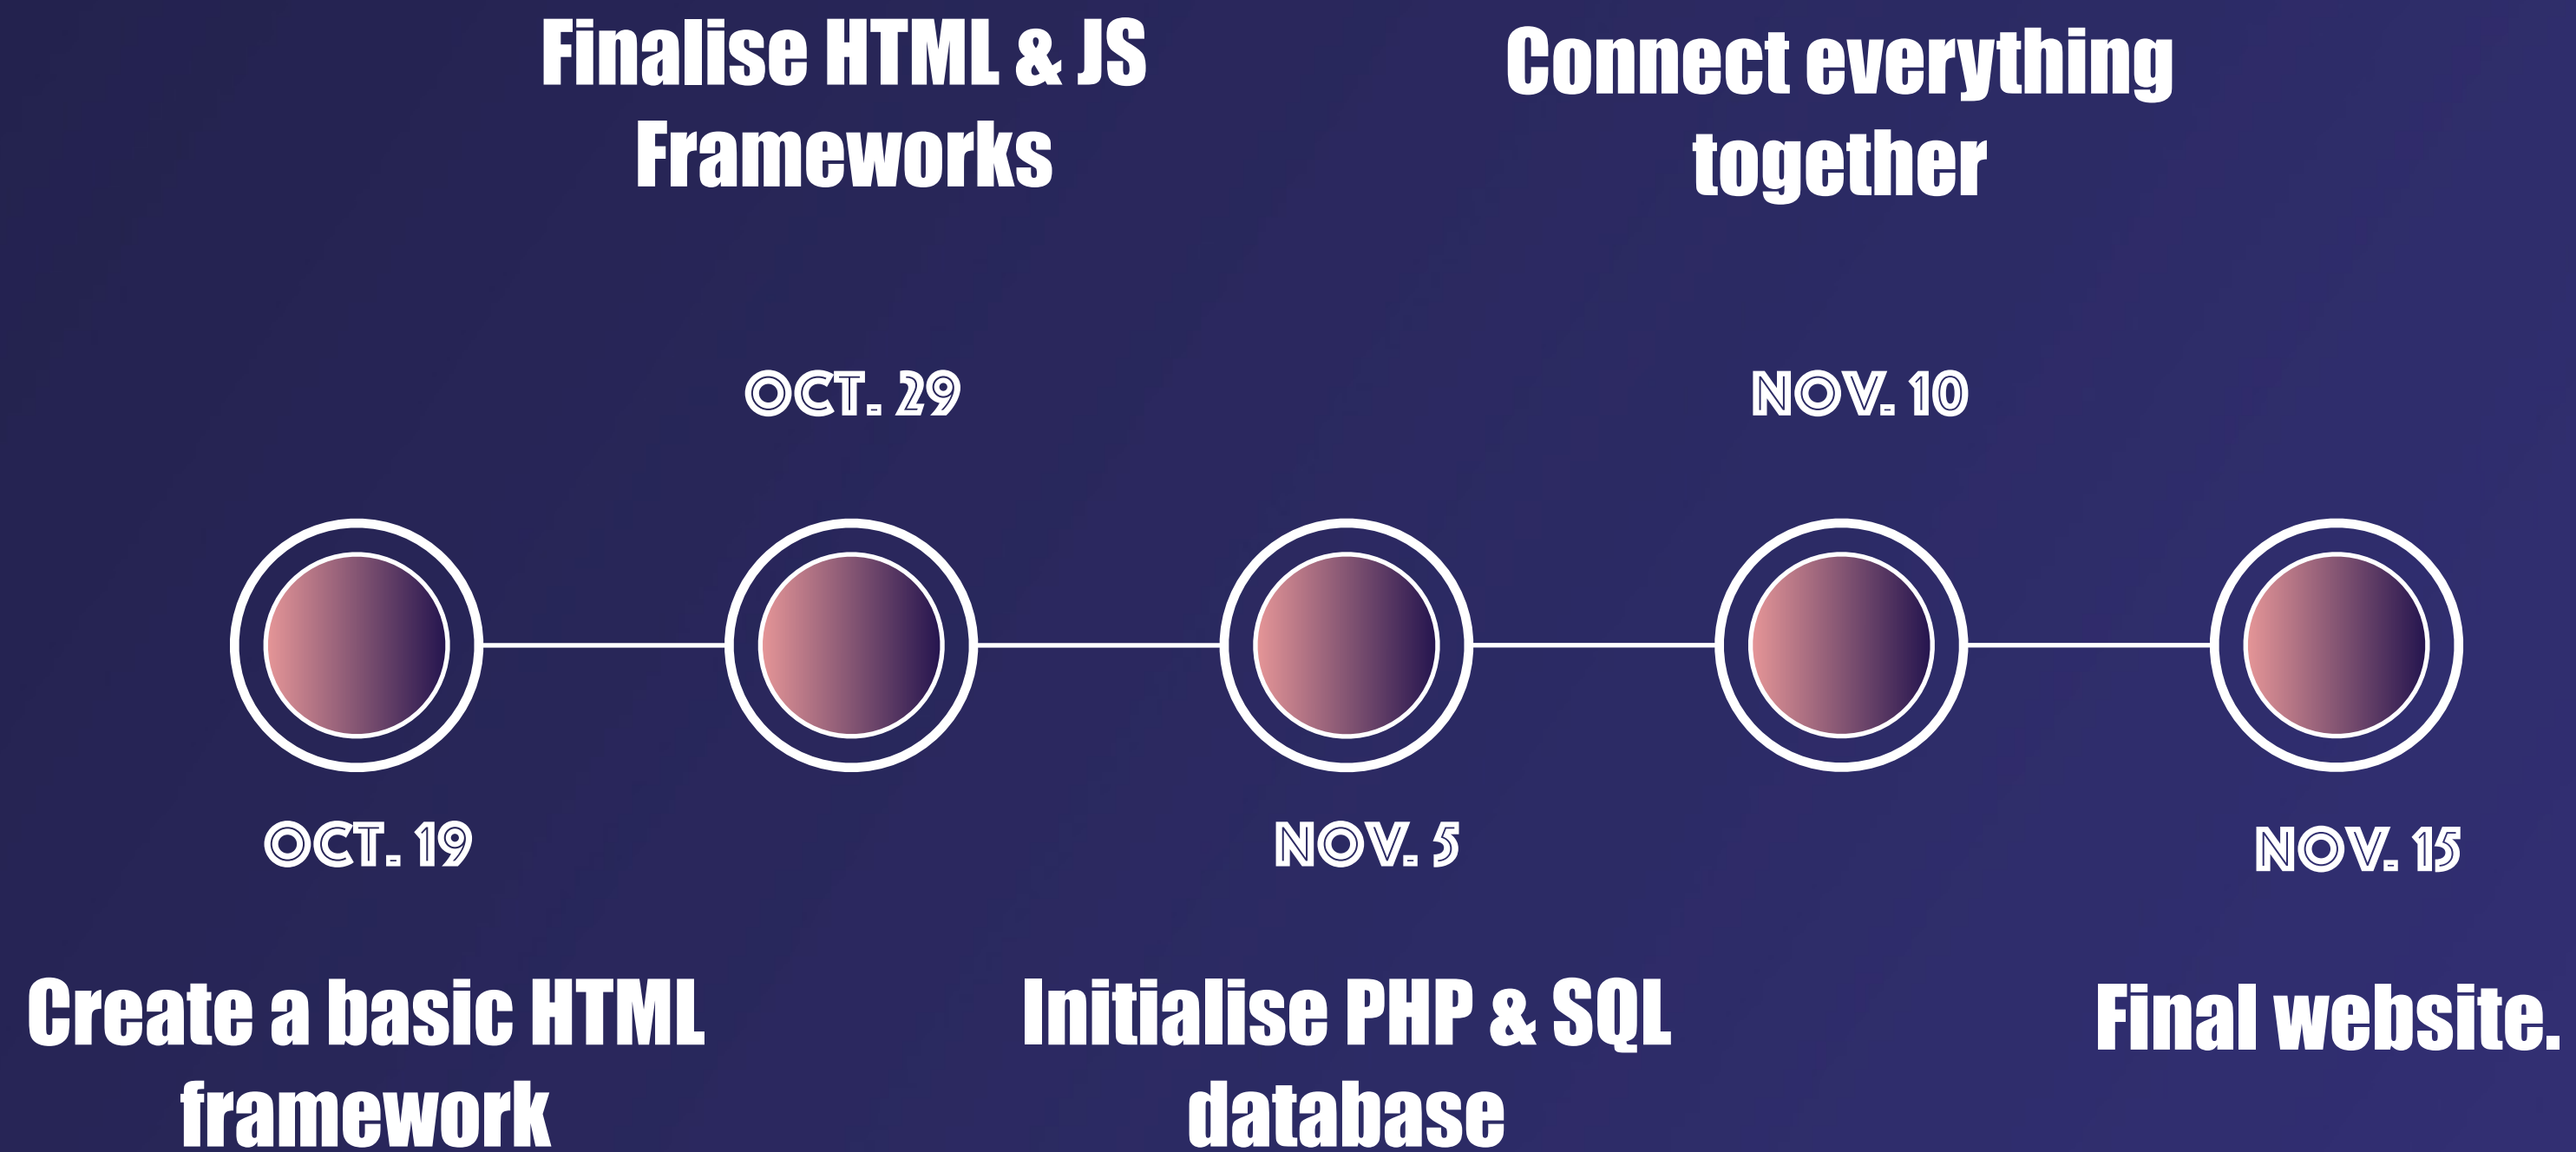 Finalise HTML & JS
Frameworks
Connect everything
together
OCT. 29
NOV. 10
OCT. 19
NOV. 5
NOV. 15
Create a basic HTML
framework
Initialise PHP & SQL
database
Final website.